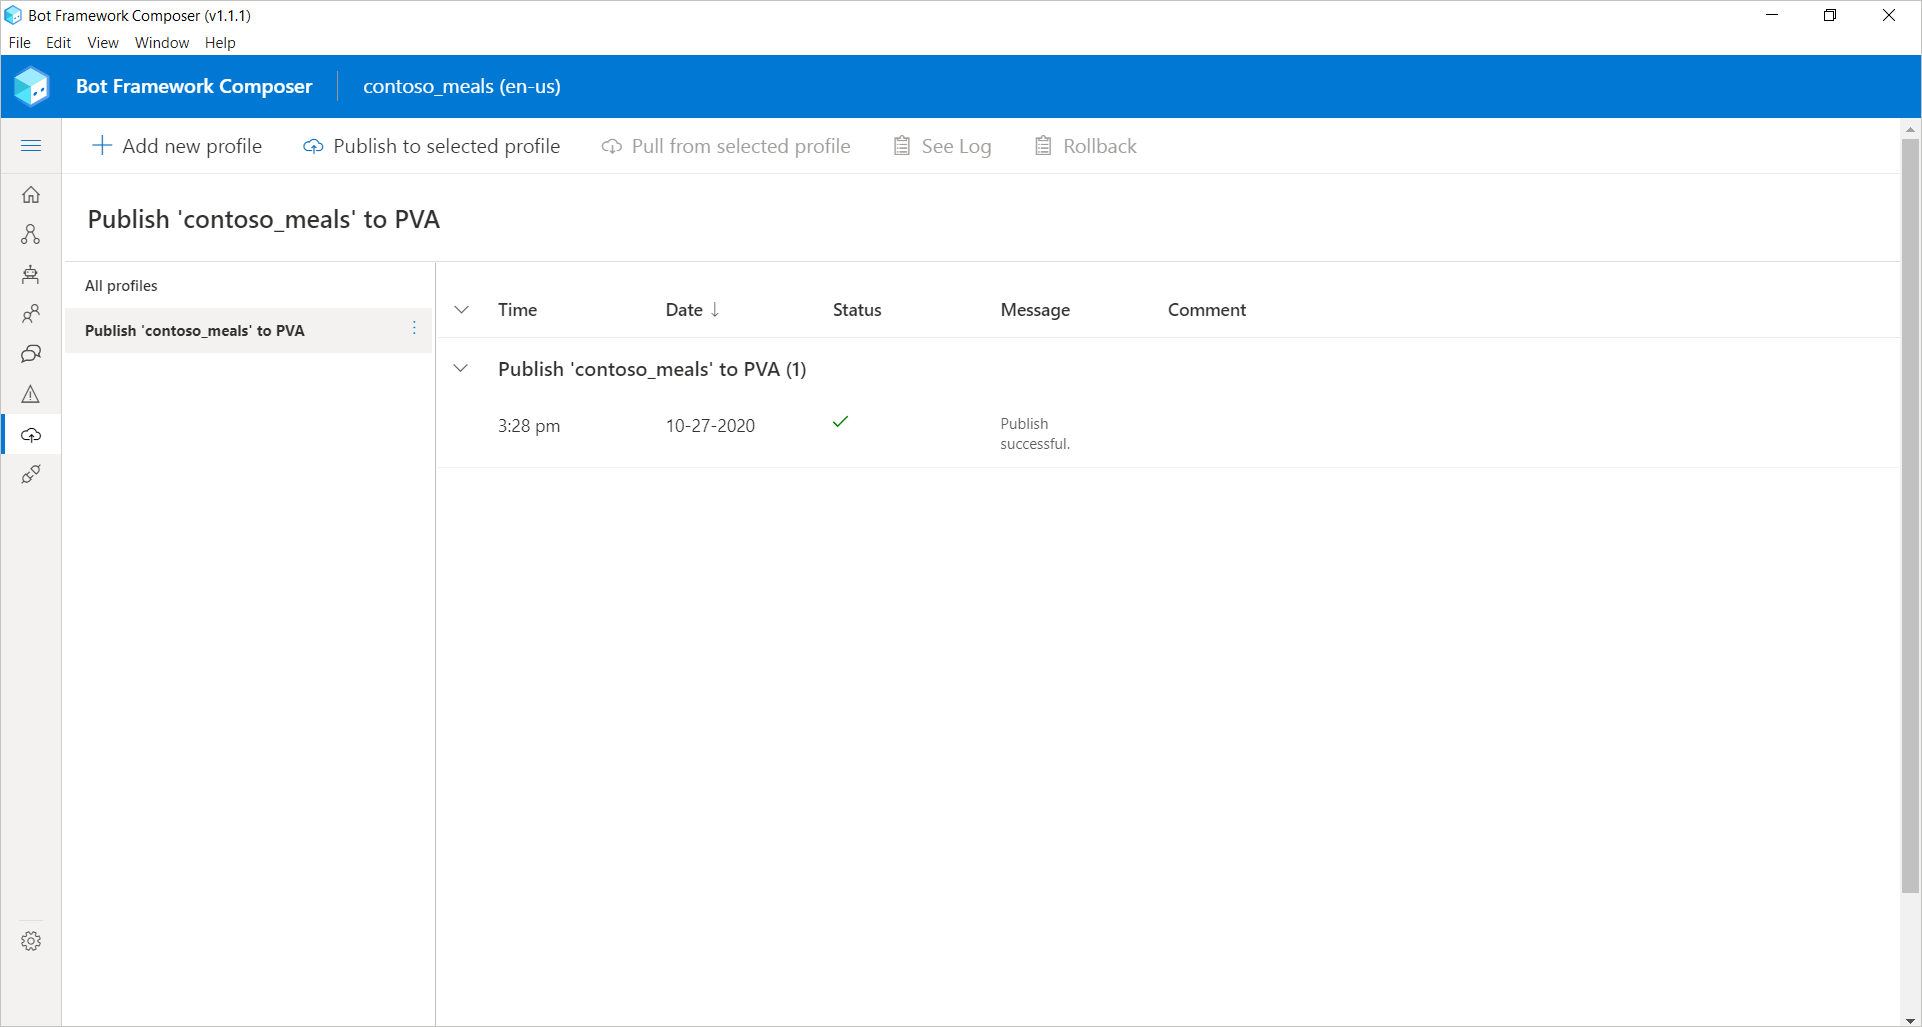 Bot Framework Composer (v1.1.1)
File Edit View Window Help
Bot Framework Composer contoso_meals (en-us)
Add new profile Publish to selected profile Pull from selected profile See Log Rollback
Publish 'contoso_meals' to PVA
All profiles
Publish 'contoso_meals' to PVA
Time Date Status Message Comment
Publish 'contoso_meals' to PVA (1)
3:28 pm 10-27-2020 Publish
successful.